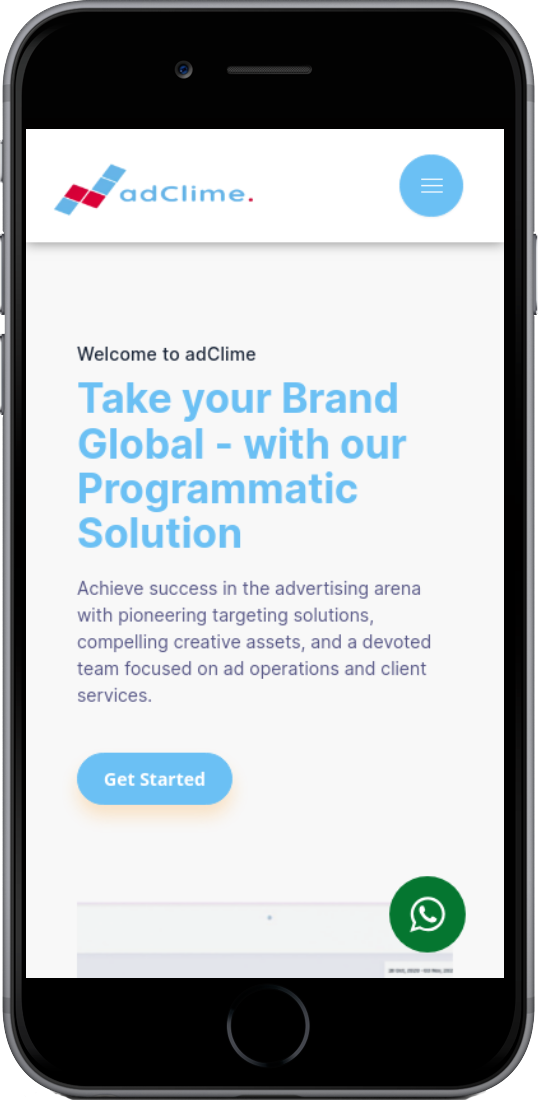 adClime.
Welcome to adClime
Take your Brand
Global - with our
Programmatic
Solution
Achieve success in the advertising arena
with pioneering targeting solutions,
compelling creative assets, and a devoted
team focused on ad operations and client
services.
Get Started